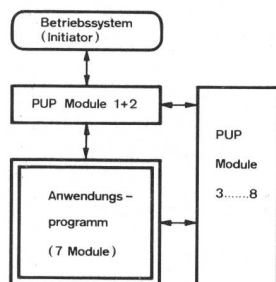 Betriebssystem
(Initiator)
PUP Module 1+2
PUP
Module
3......8
Anwendungs-
programm
(7 Module)